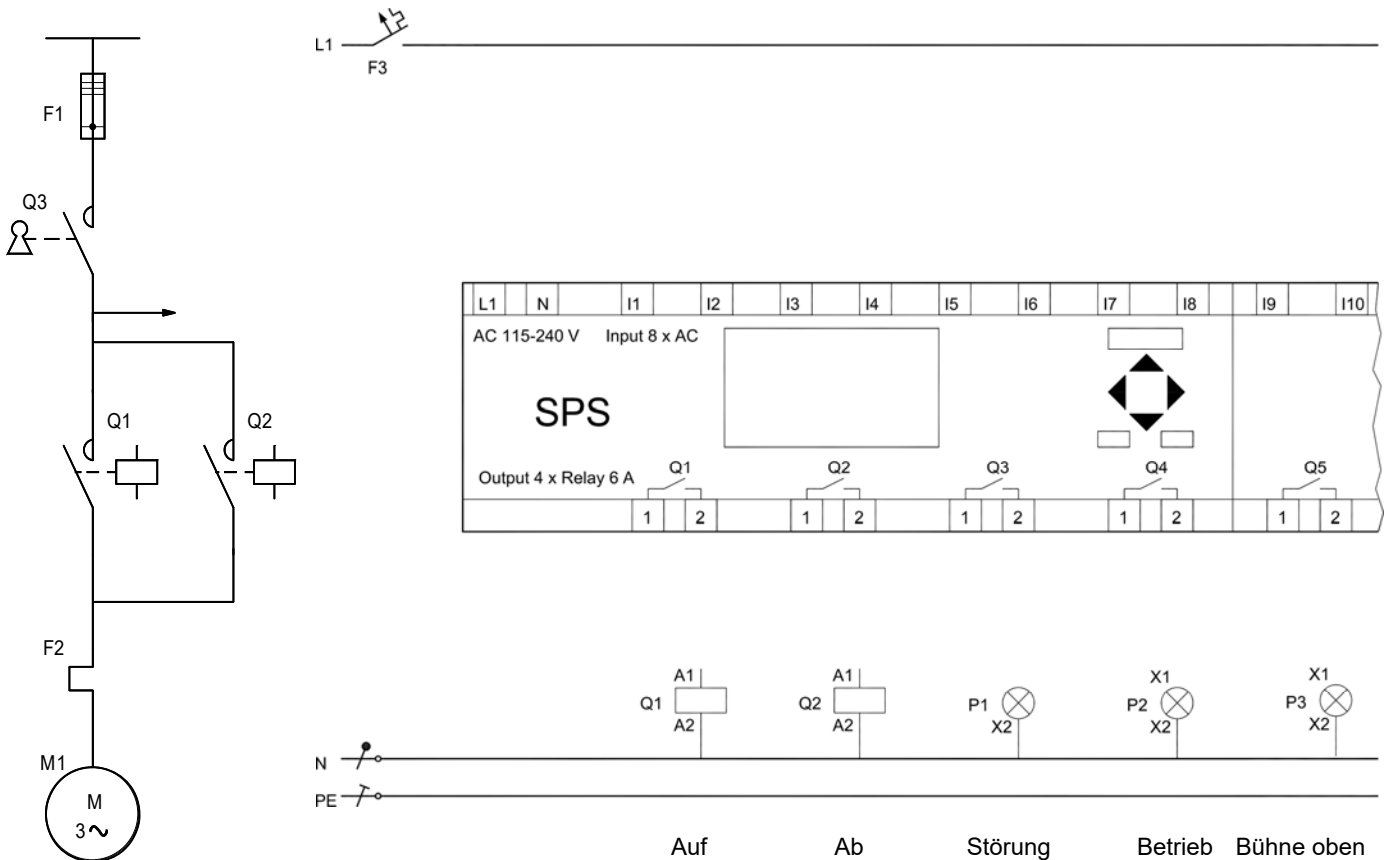 L1
F3
F1
Q3
Q1
Q2
F2
M1
M
3~
L1 N I1 I2 I3 I4 I5 I6 I7 I8 I9 I10
AC 115-240 V Input 8 x AC
SPS
Output 4 x Relay 6 A
Q1 Q2 Q3 Q4 Q5
1 2 1 2 1 2 1 2 1 2
A1 A1 X1 X1
Q1 Q2 P1 P2 P3
A2 A2 X2 X2 X2
N
PE
Auf Ab Störung Betrieb Bühne oben